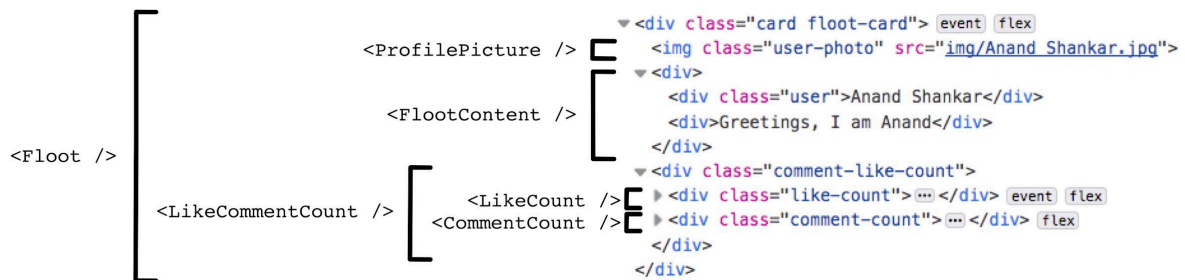 ▼<div class="card floot-card"> event flex
<ProfilePicture /> <img class="user-photo" src="img/Anand Shankar.jpg">
▼<div>
<div class="user">Anand Shankar</div>
<FlootContent /> <div>Greetings, I am Anand</div>
</div>
<Floot /> ▼<div class="comment-like-count">
<LikeCount /> ▶<div class="like-count">⋯</div> event flex
<LikeCommentCount /> <CommentCount /> ▶<div class="comment-count">⋯</div> flex
</div>
</div>